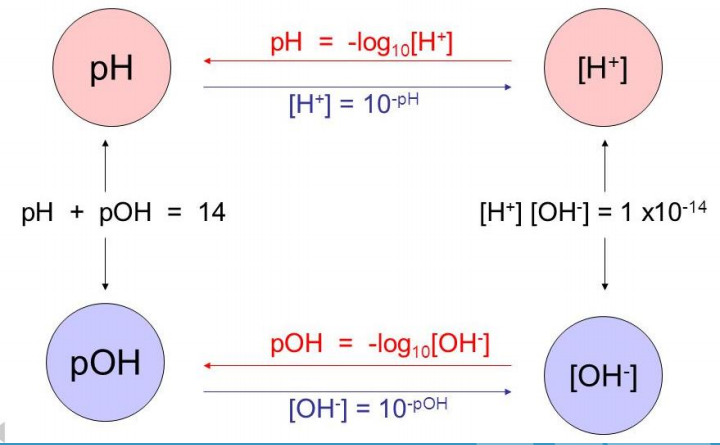 pH = -log₁₀[H⁺]
pH
[H⁺]
[H⁺] = 10⁻ᵖᴴ
pH + pOH = 14
[H⁺] [OH⁻] = 1 x10⁻¹⁴
pOH = -log₁₀[OH⁻]
pOH
[OH⁻]
[OH⁻] = 10⁻ᵖᴼᴴ